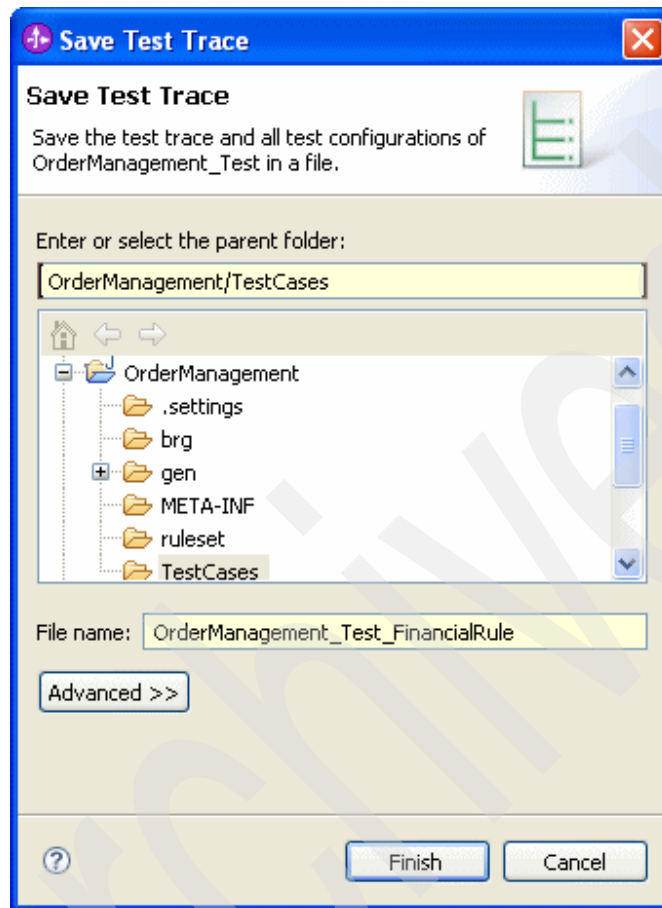 Save Test Trace
Save Test Trace
Save the test trace and all test configurations of
OrderManagement_Test in a file.
Enter or select the parent folder:
OrderManagement/TestCases
OrderManagement
.settings
brg
gen
META-INF
ruleset
TestCases
File name: OrderManagement_Test_FinancialRule
Advanced >>
Finish Cancel